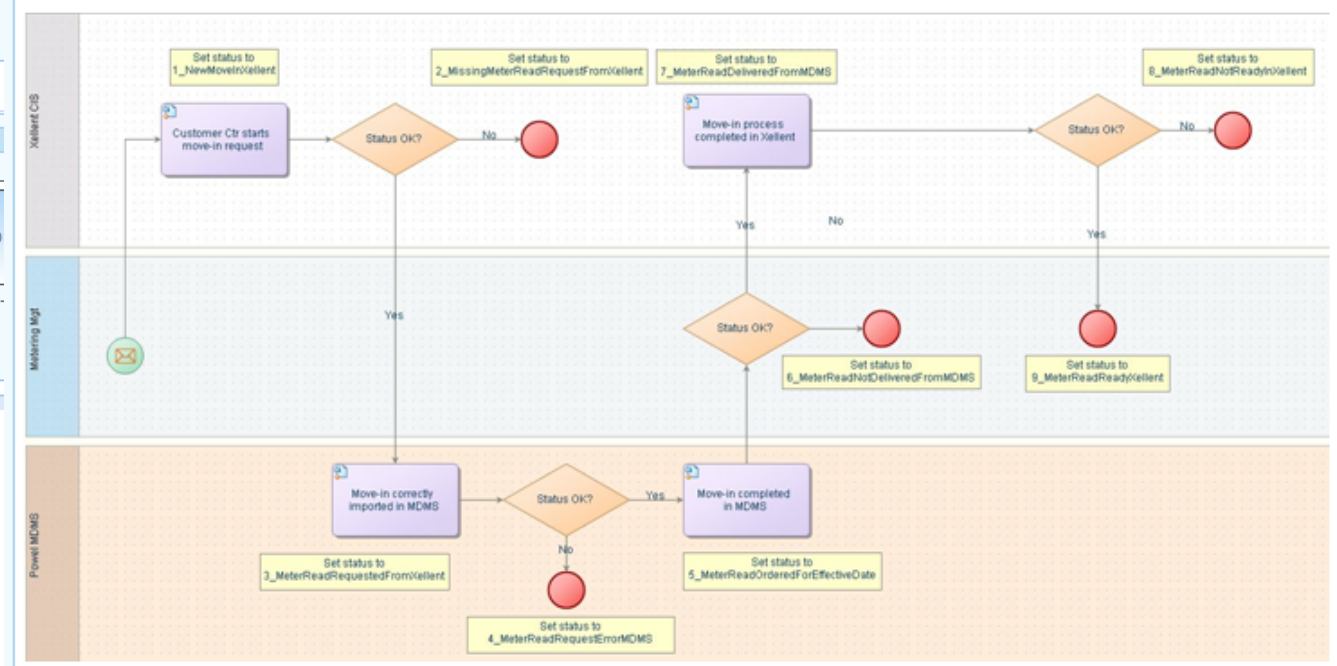 Xellent CIS
Set status to
1_NewMoveInXellent
Set status to
2_MissingMeterReadRequestFromXellent
Set status to
7_MeterReadDeliveredFromMDMS
Set status to
8_MeterReadNotReadyInXellent
Customer Ctr starts
move-in request
Status OK?
No
Move-in process
completed in Xellent
Status OK?
No
Yes
No
Yes
Metering Mgt
Yes
Status OK?
Set status to
6_MeterReadNotDeliveredFromMDMS
Set status to
9_MeterReadReadyXellent
Powel MDMS
Move-in correctly
imported in MDMS
Status OK?
Yes
Move-in completed
in MDMS
No
Set status to
3_MeterReadRequestedFromXellent
Set status to
5_MeterReadOrderedForEffectiveDate
Set status to
4_MeterReadRequestErrorMDMS